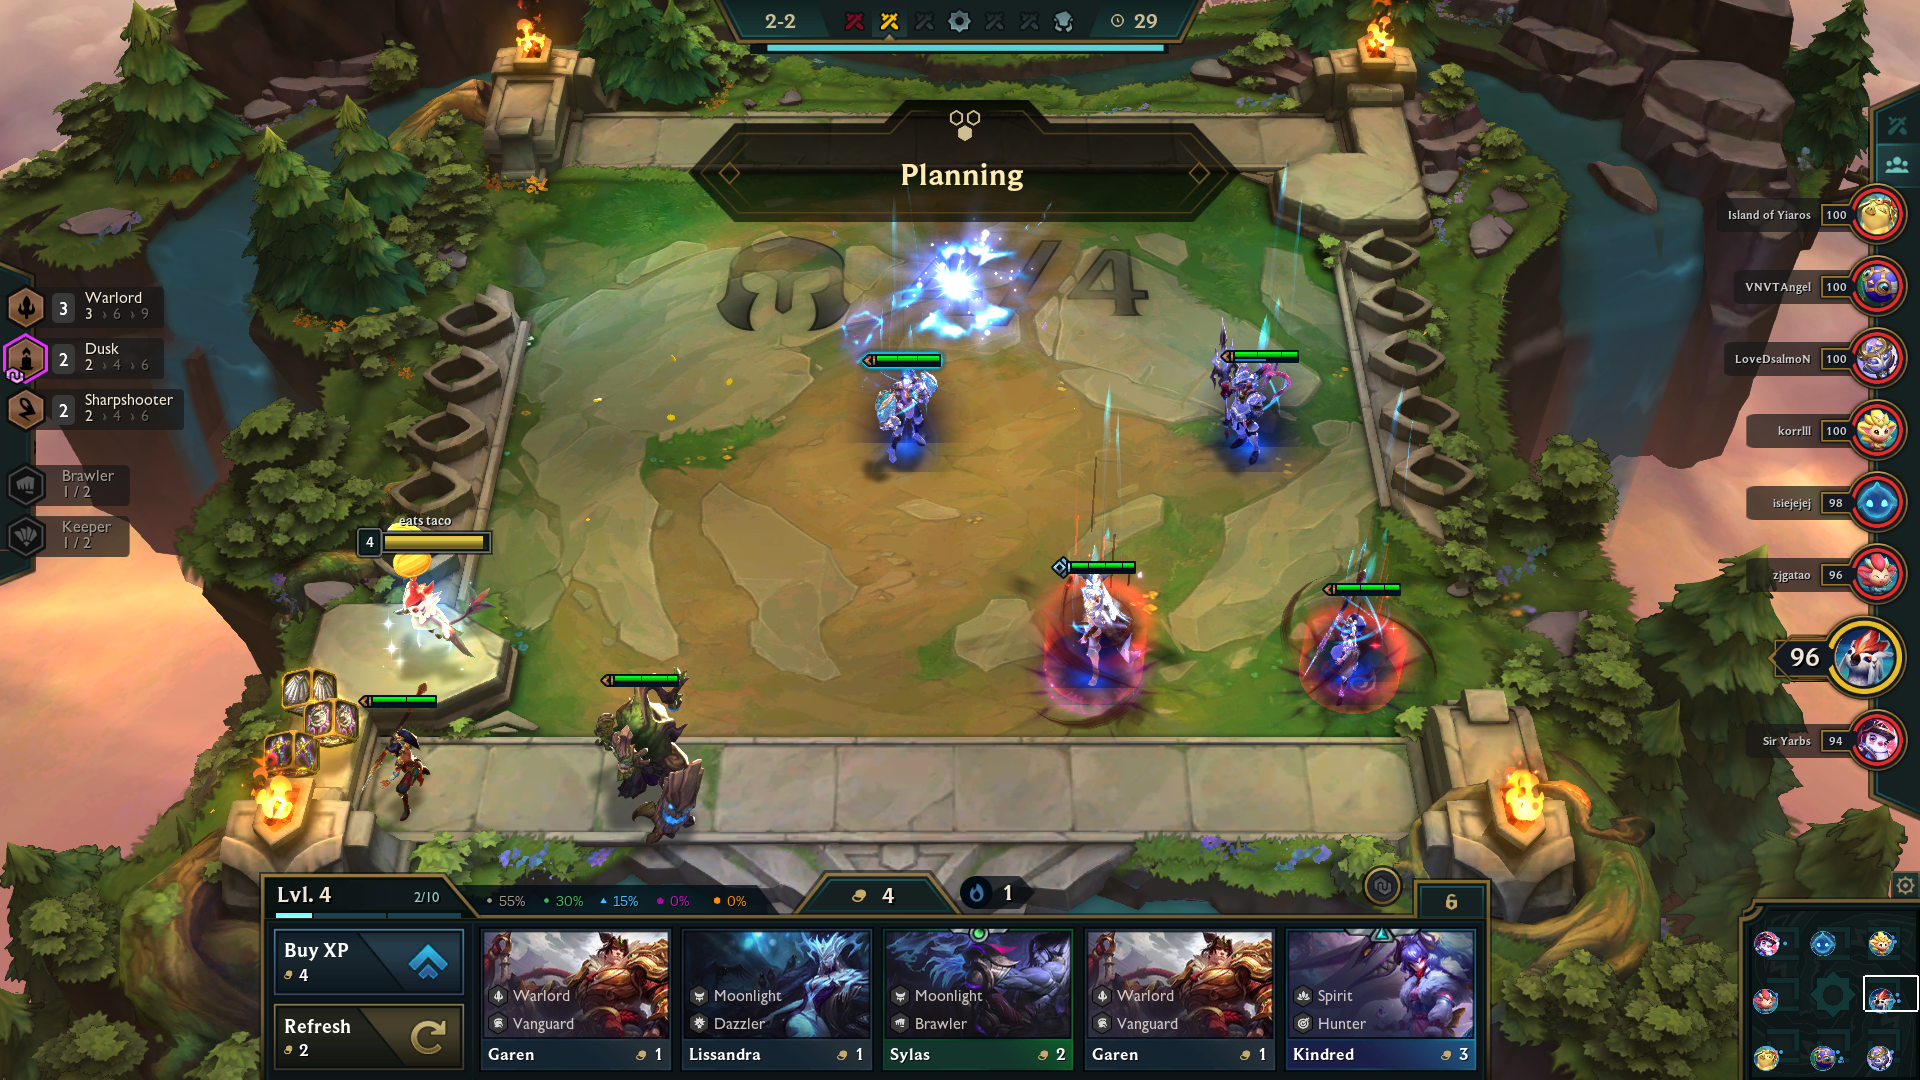 2-2
29
Planning
/4
3
Warlord
3 › 6 › 9
2
Dusk
2 › 4 › 6
2
Sharpshooter
2 › 4 › 6
Brawler
1 / 2
Keeper
1 / 2
eats taco
4
Island of Yiaros
100
VNVTAngel
100
LoveDsalmoN
100
korrlll
100
isiejejej
98
zjgatao
96
96
Sir Yarbs
94
Lvl. 4
2/10
55%
30%
15%
0%
0%
4
1
6
Buy XP
4
Refresh
2
Warlord
Vanguard
Garen
1
Moonlight
Dazzler
Lissandra
1
Moonlight
Brawler
Sylas
2
Warlord
Vanguard
Garen
1
Spirit
Hunter
Kindred
3